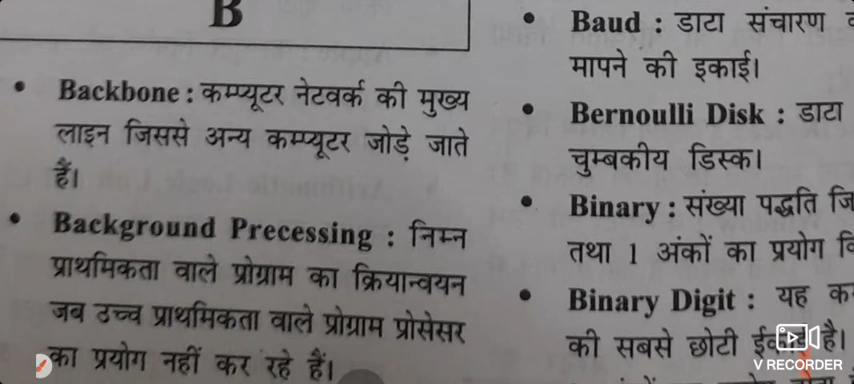 B
Backbone : कम्प्यूटर नेटवर्क की मुख्य
लाइन जिससे अन्य कम्प्यूटर जोड़े जाते
हैं।
Background Precessing : निम्न
प्राथमिकता वाले प्रोग्राम का क्रियान्वयन
जब उच्च प्राथमिकता वाले प्रोग्राम प्रोसेसर
का प्रयोग नहीं कर रहे हैं।
Baud : डाटा संचारण
मापने की इकाई।
Bernoulli Disk : डाटा
चुम्बकीय डिस्क।
Binary : संख्या पद्धति
तथा 1 अंकों का प्रयोग
Binary Digit : यह
की सबसे छोटी ईकाई है।
V RECORDER